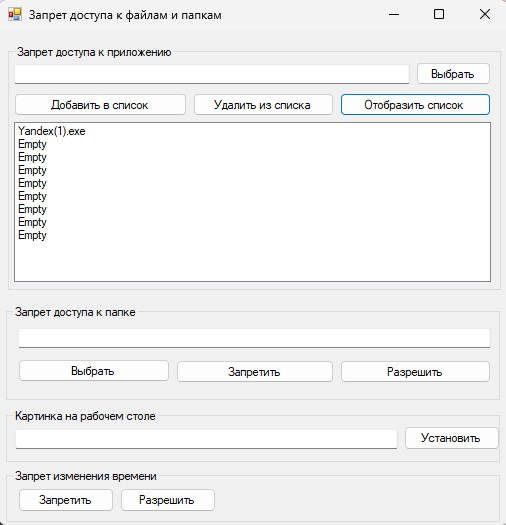 Запрет доступа к файлам и папкам
Запрет доступа к приложению
Выбрать
Добавить в список Удалить из списка Отобразить список
Yandex(1).exe
Empty
Empty
Empty
Empty
Empty
Empty
Empty
Empty
Запрет доступа к папке
Выбрать Запретить Разрешить
Картинка на рабочем столе
Установить
Запрет изменения времени
Запретить Разрешить